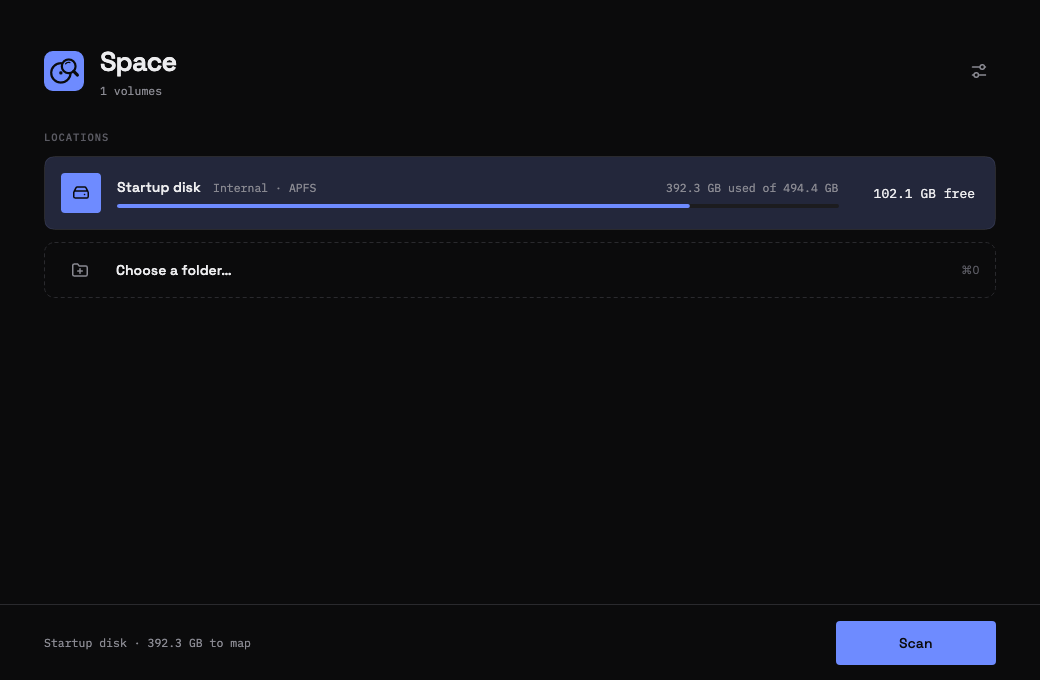 Space
1 volumes
LOCATIONS
Startup disk Internal · APFS 392.3 GB used of 494.4 GB
102.1 GB free
Choose a folder… ⌘O
Startup disk · 392.3 GB to map
Scan